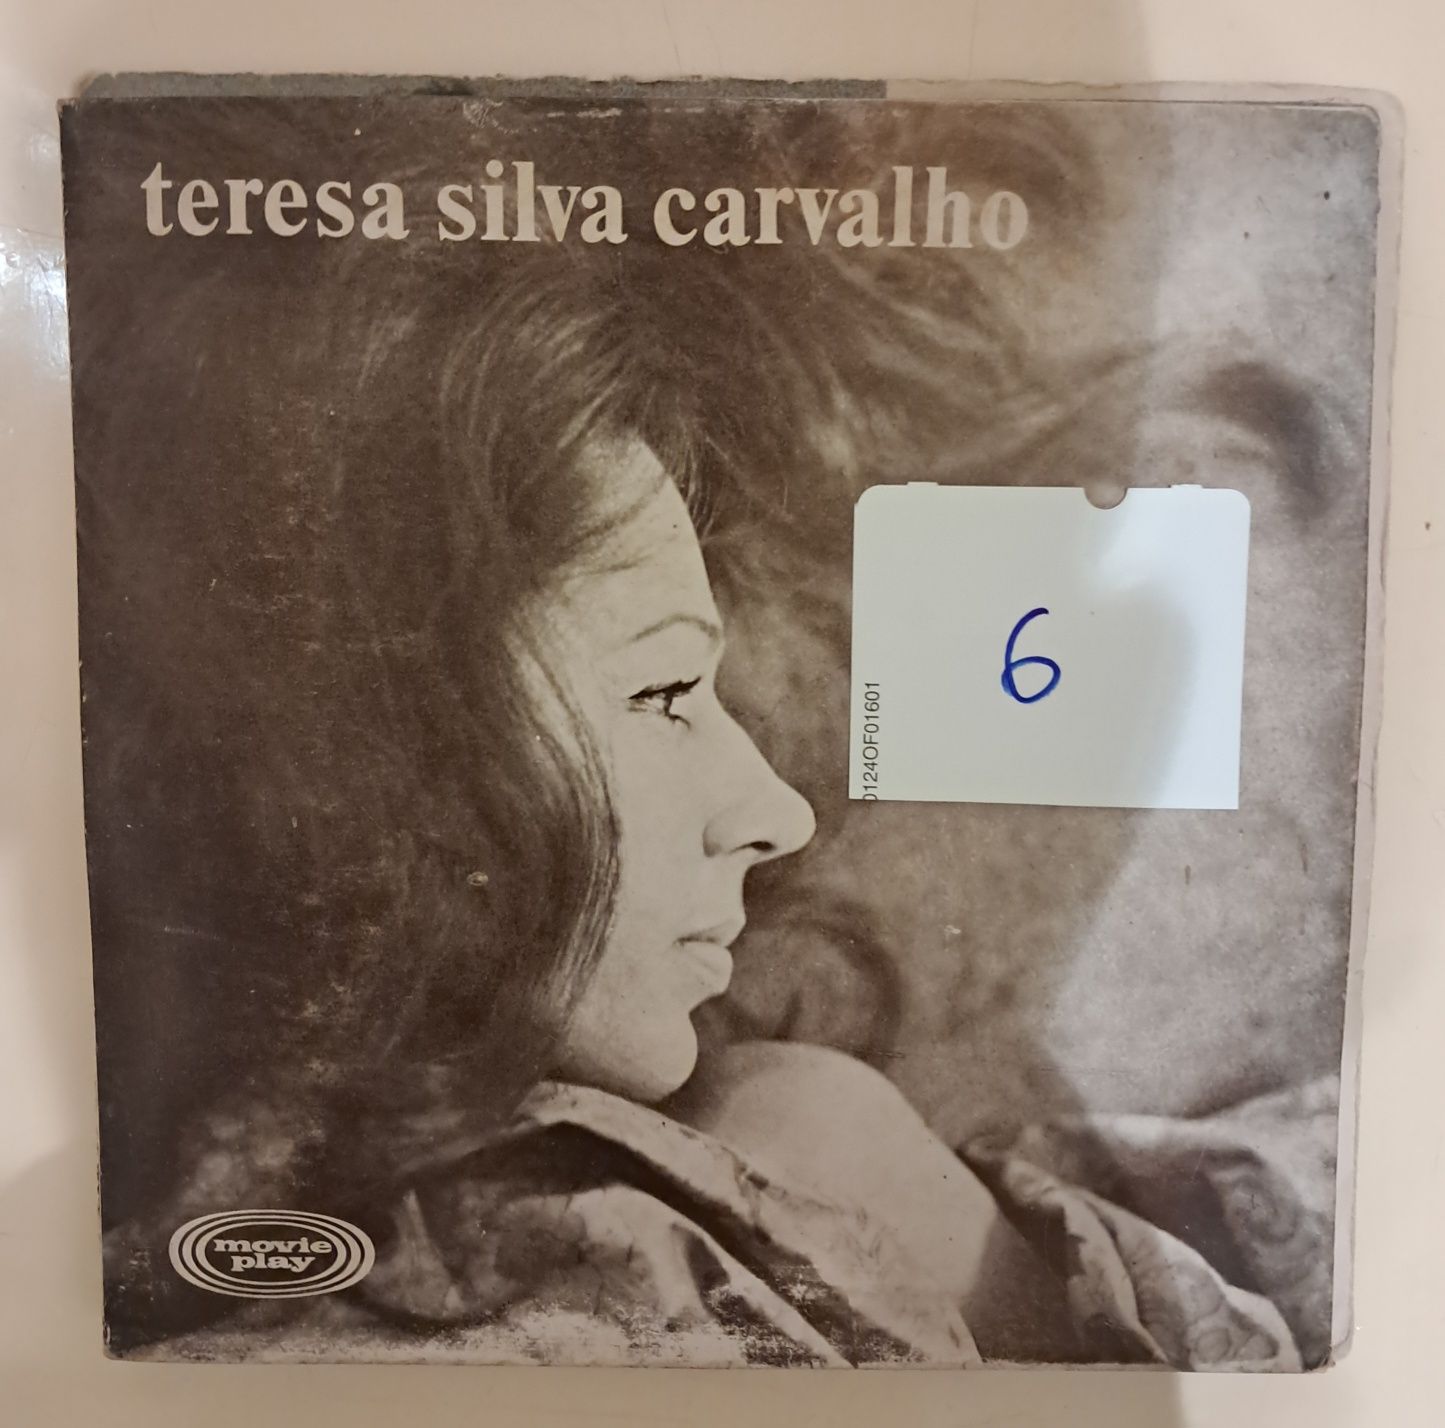 teresa silva carvalho
6
0124OF01601
movie
play